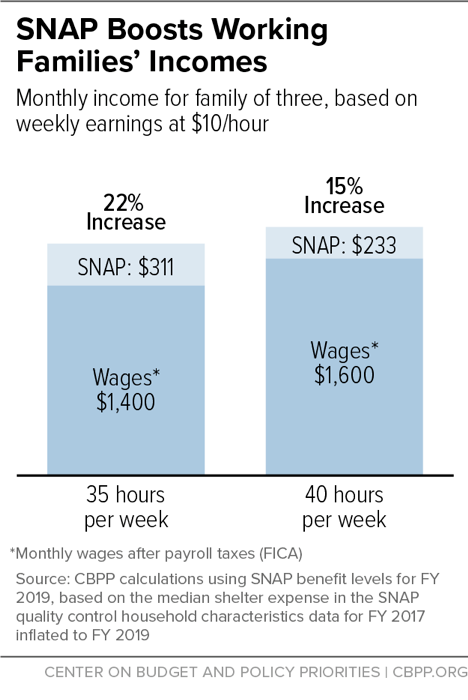 SNAP Boosts Working
Families’ Incomes
Monthly income for family of three, based on
weekly earnings at $10/hour
22%
Increase
SNAP: $311
Wages*
$1,400
35 hours
per week
15%
Increase
SNAP: $233
Wages*
$1,600
40 hours
per week
*Monthly wages after payroll taxes (FICA)
Source: CBPP calculations using SNAP benefit levels for FY
2019, based on the median shelter expense in the SNAP
quality control household characteristics data for FY 2017
inflated to FY 2019
CENTER ON BUDGET AND POLICY PRIORITIES | CBPP.ORG